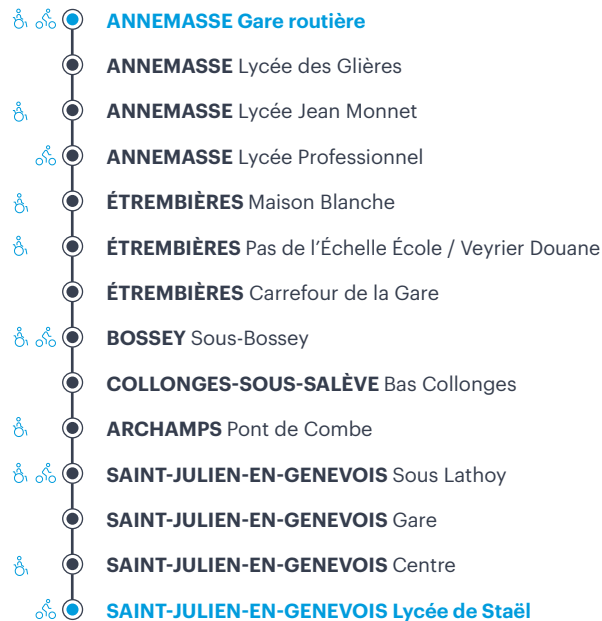 ANNEMASSE Gare routière
ANNEMASSE Lycée des Glières
ANNEMASSE Lycée Jean Monnet
ANNEMASSE Lycée Professionnel
ÉTREMBIÈRES Maison Blanche
ÉTREMBIÈRES Pas de l'Échelle École / Veyrier Douane
ÉTREMBIÈRES Carrefour de la Gare
BOSSEY Sous-Bossey
COLLONGES-SOUS-SALÈVE Bas Collonges
ARCHAMPS Pont de Combe
SAINT-JULIEN-EN-GENEVOIS Sous Lathoy
SAINT-JULIEN-EN-GENEVOIS Gare
SAINT-JULIEN-EN-GENEVOIS Centre
SAINT-JULIEN-EN-GENEVOIS Lycée de Staël